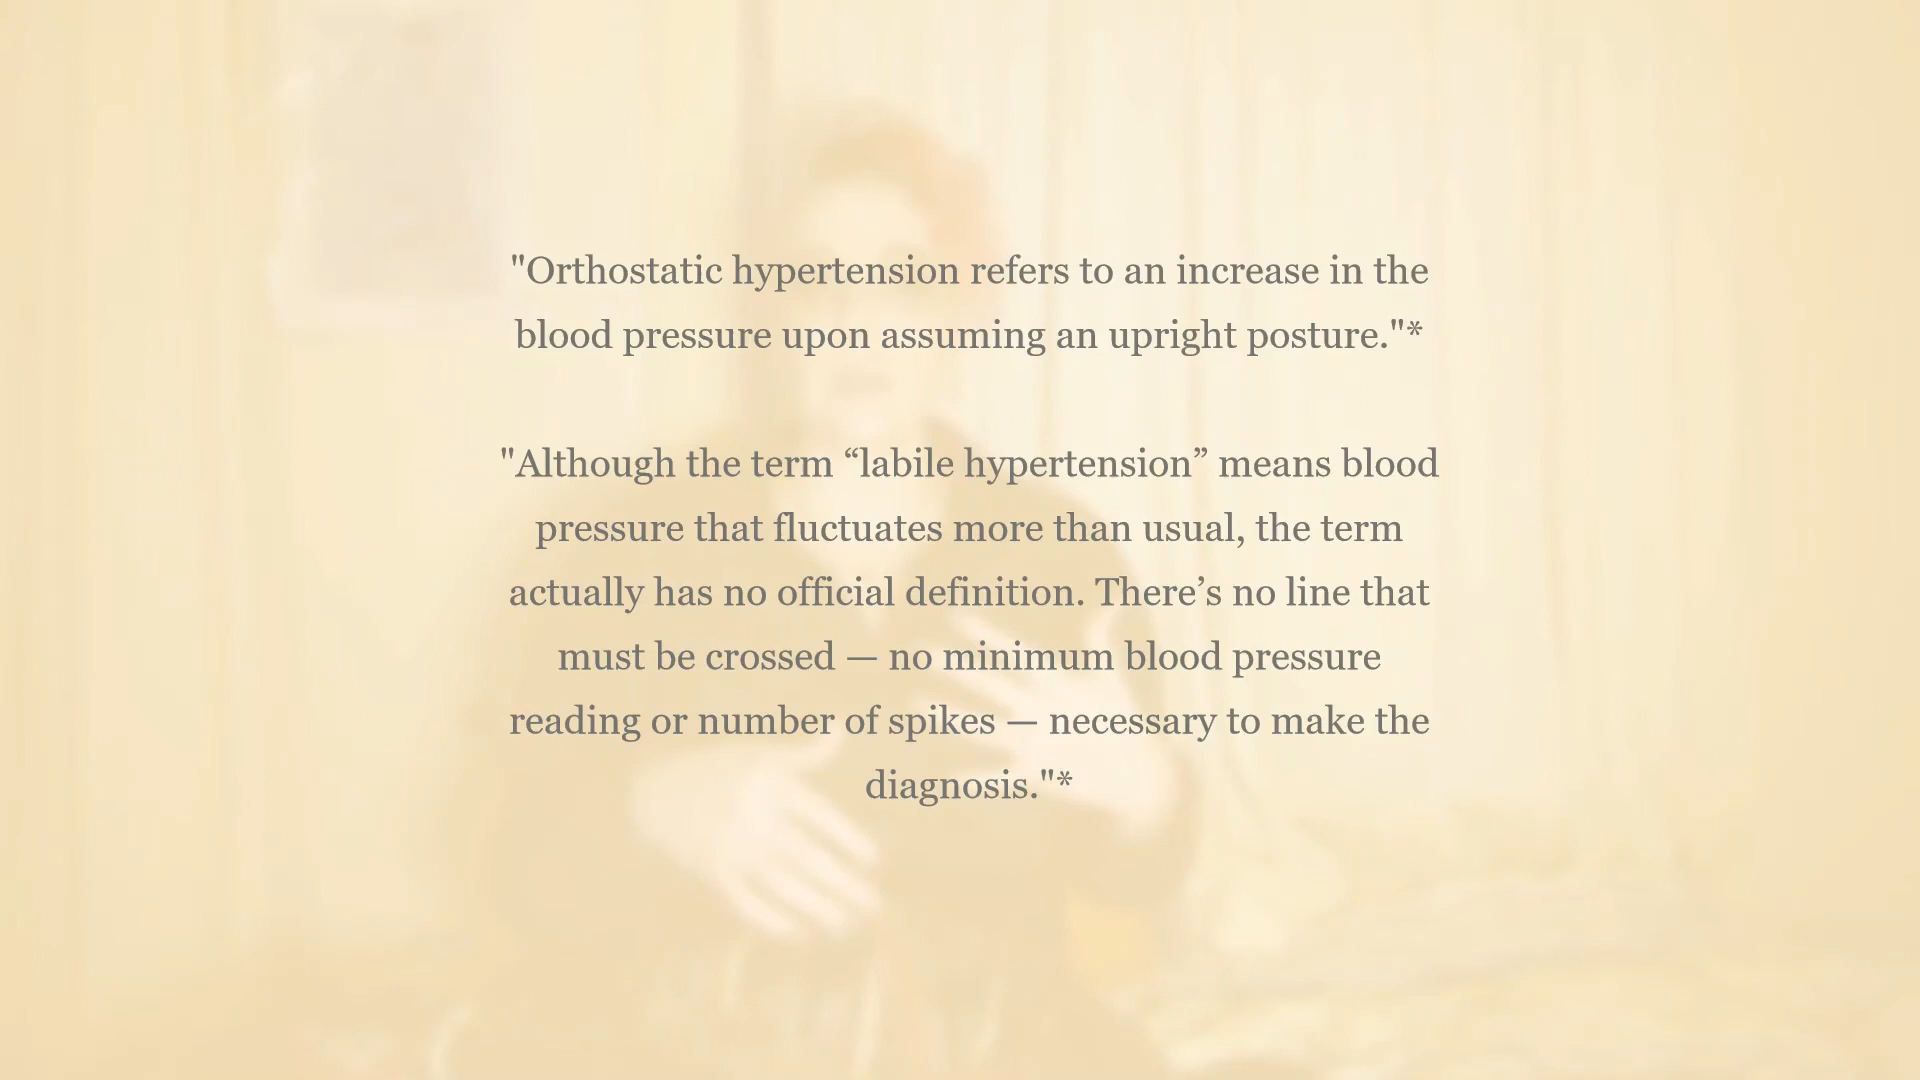 "Orthostatic hypertension refers to an increase in the
blood pressure upon assuming an upright posture."*
"Although the term “labile hypertension” means blood
pressure that fluctuates more than usual, the term
actually has no official definition. There’s no line that
must be crossed — no minimum blood pressure
reading or number of spikes — necessary to make the
diagnosis."*